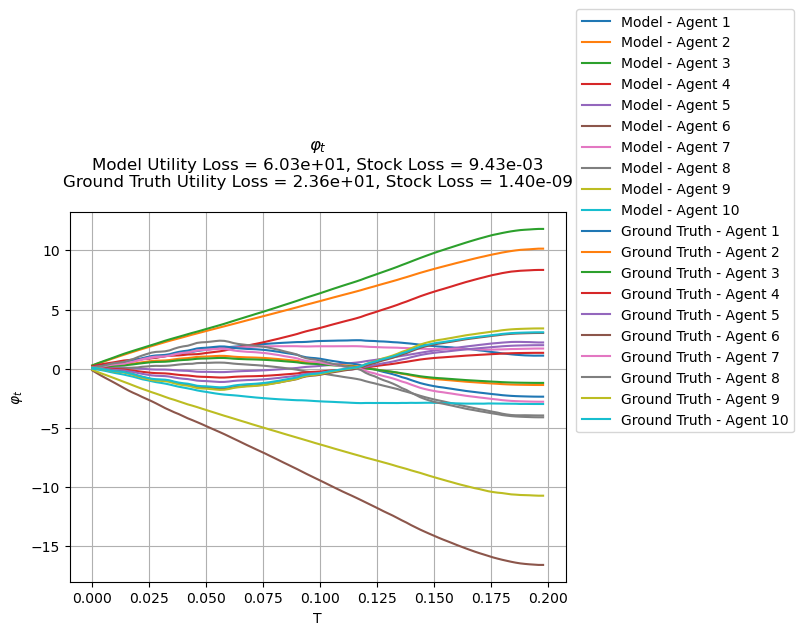 φt
Model Utility Loss = 6.03e+01, Stock Loss = 9.43e-03
Ground Truth Utility Loss = 2.36e+01, Stock Loss = 1.40e-09
Model - Agent 1
Model - Agent 2
Model - Agent 3
Model - Agent 4
Model - Agent 5
Model - Agent 6
Model - Agent 7
Model - Agent 8
Model - Agent 9
Model - Agent 10
Ground Truth - Agent 1
Ground Truth - Agent 2
Ground Truth - Agent 3
Ground Truth - Agent 4
Ground Truth - Agent 5
Ground Truth - Agent 6
Ground Truth - Agent 7
Ground Truth - Agent 8
Ground Truth - Agent 9
Ground Truth - Agent 10
φt
10
5
0
−5
−10
−15
0.000 0.025 0.050 0.075 0.100 0.125 0.150 0.175 0.200
T